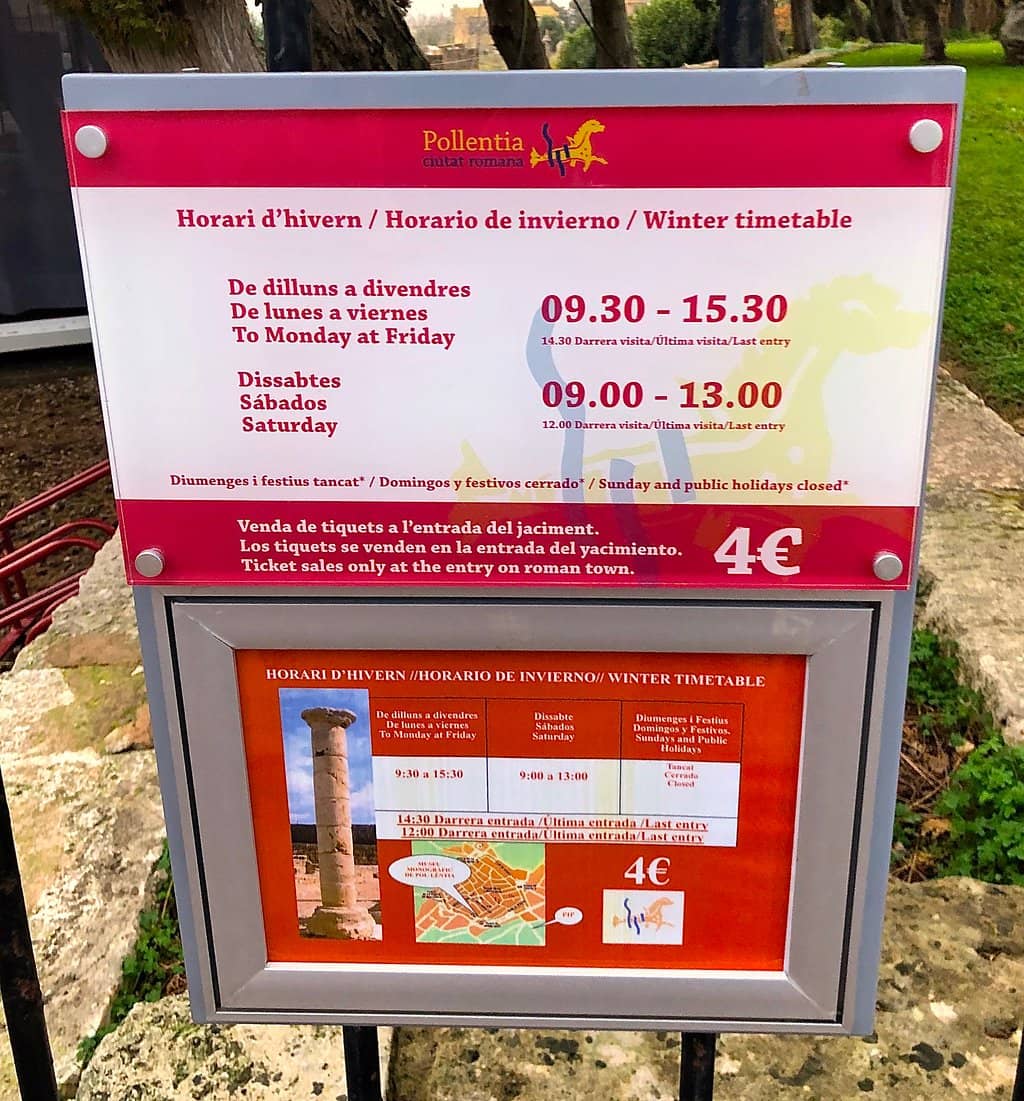 Pollentia
ciutat romana
Horari d'hivern / Horario de invierno / Winter timetable
De dilluns a divendres
De lunes a viernes
To Monday at Friday
09.30 - 15.30
14.30 Darrera visita/Última visita/Last entry
Dissabtes
Sábados
Saturday
09.00 - 13.00
12.00 Darrera visita/Última visita/Last entry
Diumenges i festius tancat* / Domingos y festivos cerrado* / Sunday and public holidays closed*
Venda de tiquets a l'entrada del jaciment.
Los tiquets se venden en la entrada del yacimiento.
Ticket sales only at the entry on roman town.
4€
HORARI D'HIVERN //HORARIO DE INVIERNO// WINTER TIMETABLE
De dilluns a divendres
De lunes a viernes
To Monday at Friday
Dissabte
Sábados
Saturday
Diumenges i Festius
Domingos y Festivos.
Sundays and Public
Holidays
9:30 a 15:30
9:00 a 13:00
Tancat
Cerrado
Closed
14:30 Darrera entrada /Última entrada /Last entry
12:00 Darrera entrada/Última entrada/Last entry
MUSEU
MONOGRÀFIC
DE POL·LÈNTIA
4€